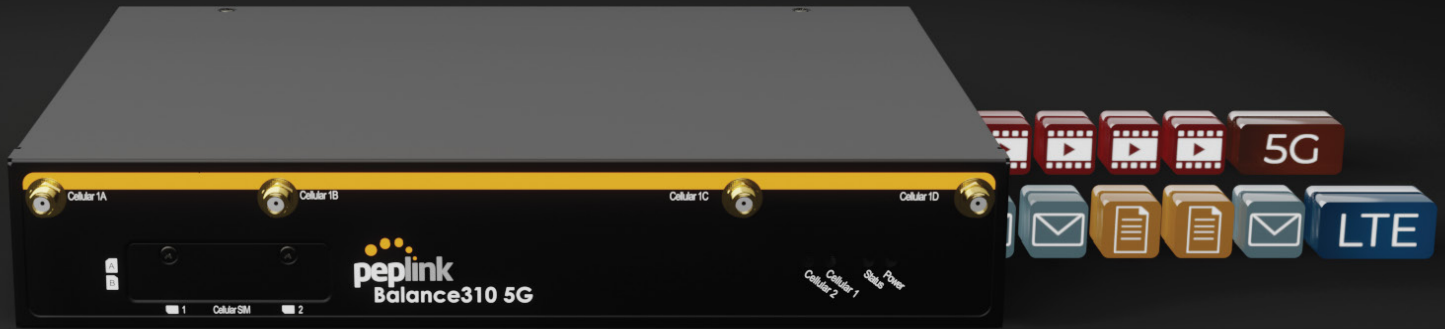 5G
Cellular 1A
Cellular 1B
Cellular 1C
Cellular 1D
LTE
A
B
peplink
Balance310 5G
Cellular 2
Cellular 1
Status
Power
1
Cellular SIM
2